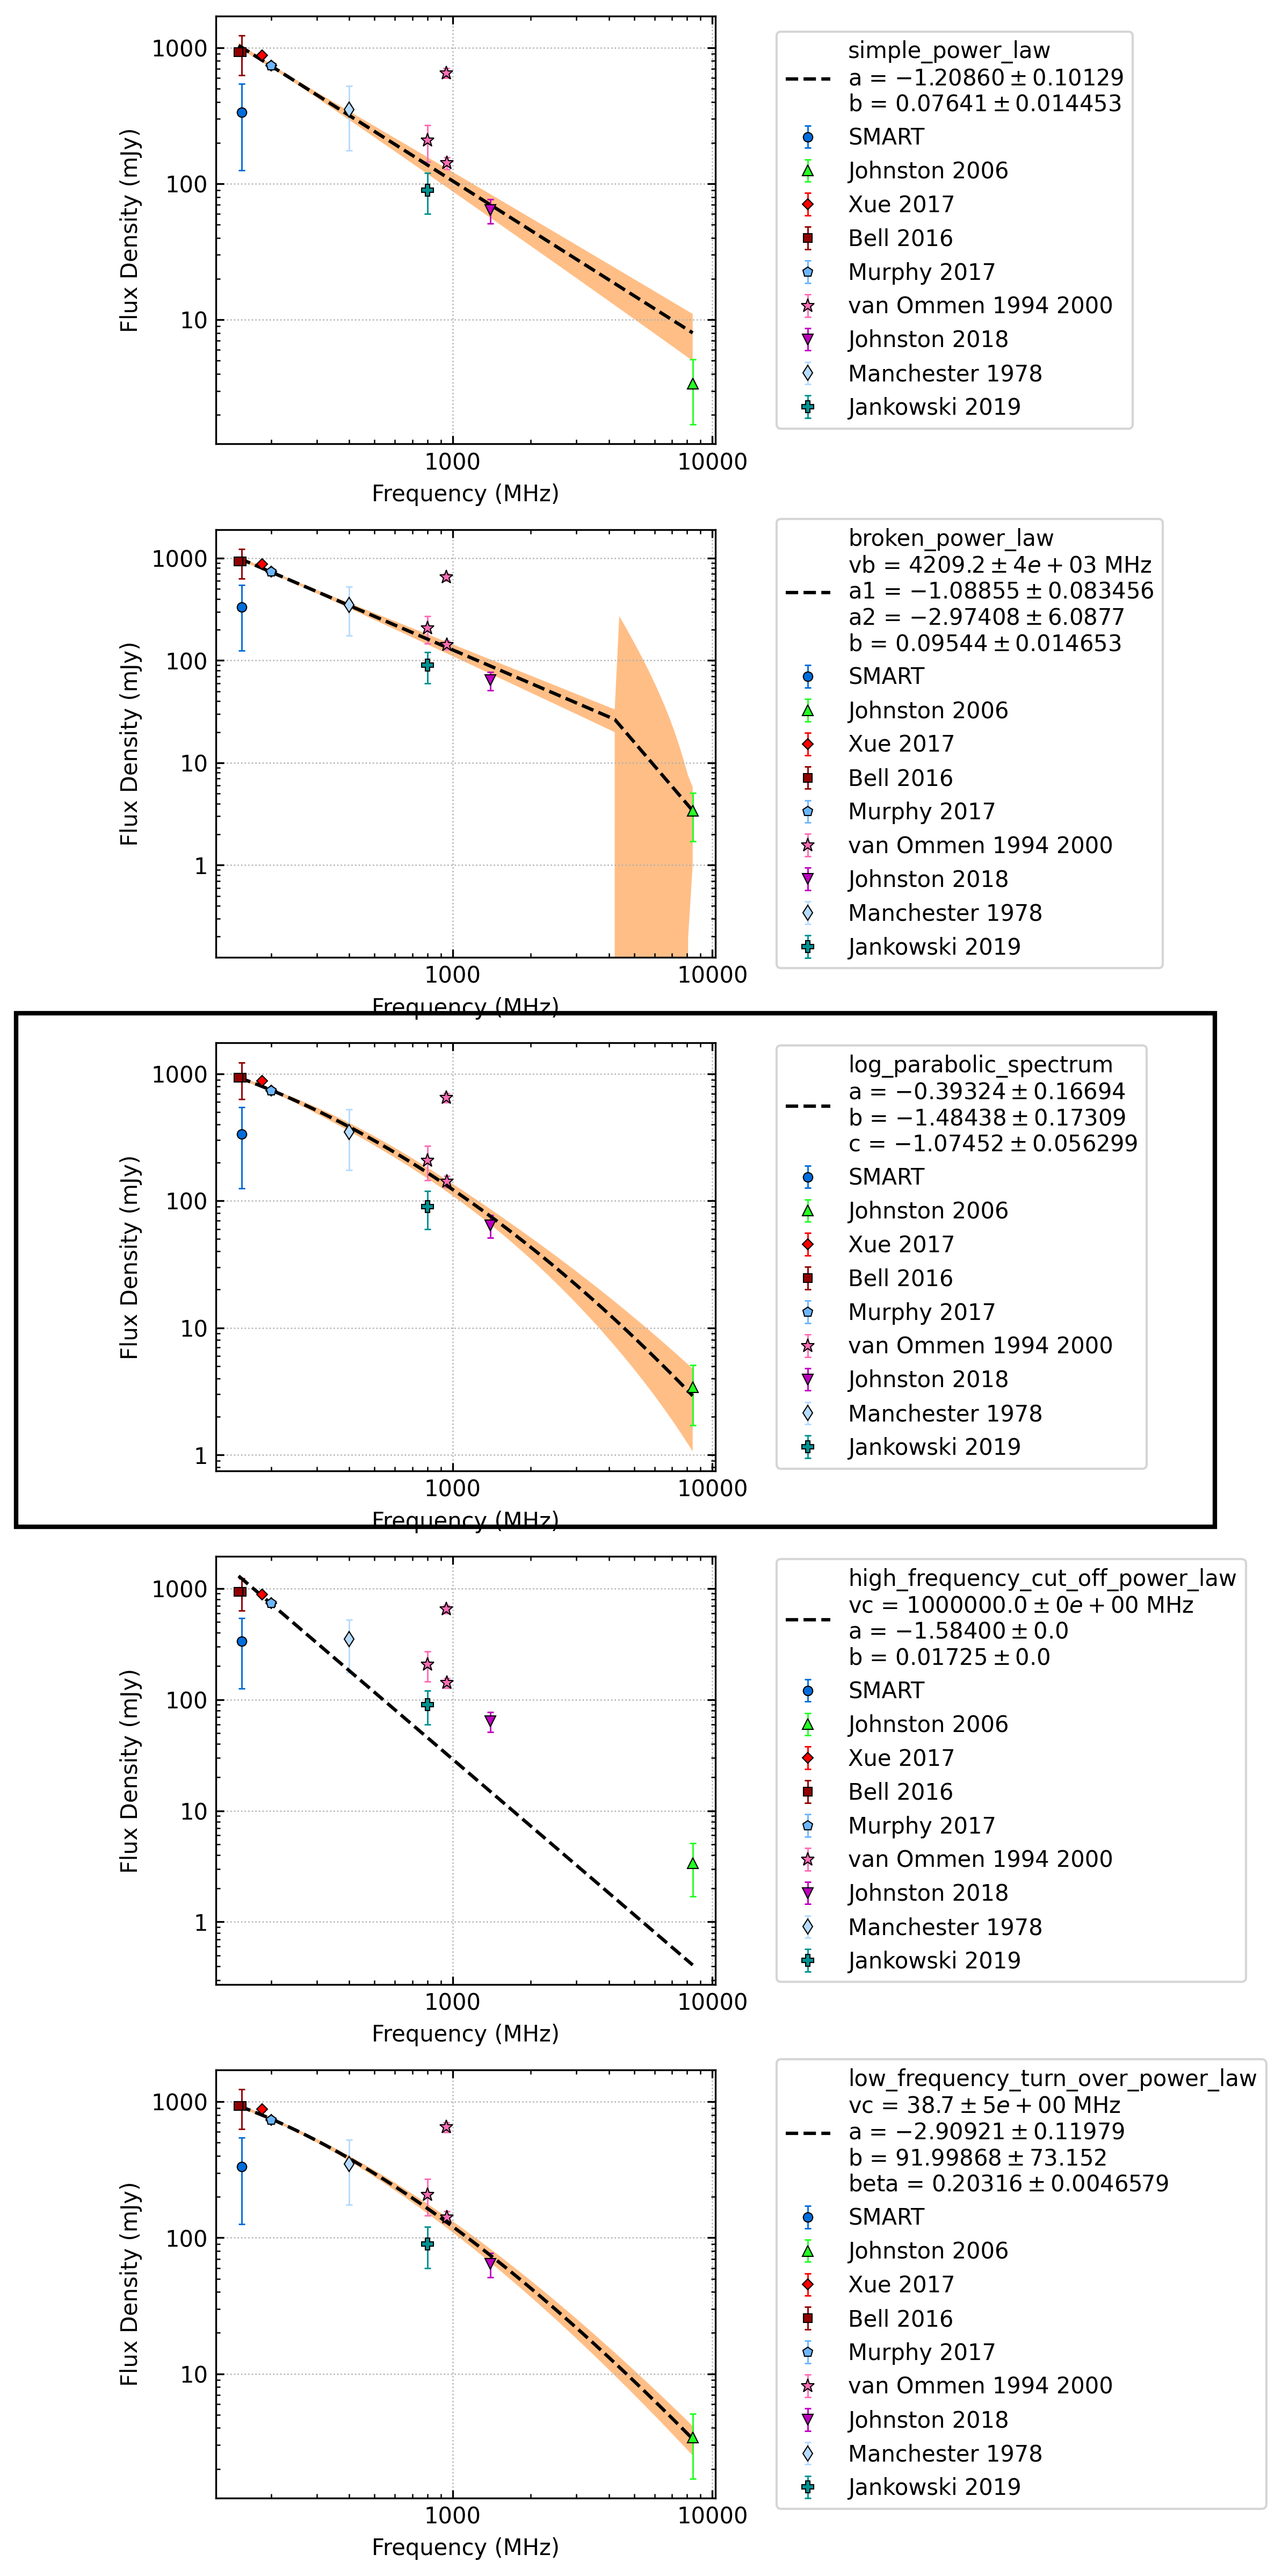 1000
100
10
Flux Density (mJy)
1000
10000
Frequency (MHz)
simple_power_law
a = −1.20860 ± 0.10129
b = 0.07641 ± 0.014453
SMART
Johnston 2006
Xue 2017
Bell 2016
Murphy 2017
van Ommen 1994 2000
Johnston 2018
Manchester 1978
Jankowski 2019
1000
100
10
1
Flux Density (mJy)
1000
10000
Frequency (MHz)
broken_power_law
vb = 4209.2 ± 4e + 03 MHz
a1 = −1.08855 ± 0.083456
a2 = −2.97408 ± 6.0877
b = 0.09544 ± 0.014653
SMART
Johnston 2006
Xue 2017
Bell 2016
Murphy 2017
van Ommen 1994 2000
Johnston 2018
Manchester 1978
Jankowski 2019
1000
100
10
1
Flux Density (mJy)
1000
10000
Frequency (MHz)
log_parabolic_spectrum
a = −0.39324 ± 0.16694
b = −1.48438 ± 0.17309
c = −1.07452 ± 0.056299
SMART
Johnston 2006
Xue 2017
Bell 2016
Murphy 2017
van Ommen 1994 2000
Johnston 2018
Manchester 1978
Jankowski 2019
1000
100
10
1
Flux Density (mJy)
1000
10000
Frequency (MHz)
high_frequency_cut_off_power_law
vc = 1000000.0 ± 0e + 00 MHz
a = −1.58400 ± 0.0
b = 0.01725 ± 0.0
SMART
Johnston 2006
Xue 2017
Bell 2016
Murphy 2017
van Ommen 1994 2000
Johnston 2018
Manchester 1978
Jankowski 2019
1000
100
10
Flux Density (mJy)
1000
10000
Frequency (MHz)
low_frequency_turn_over_power_law
vc = 38.7 ± 5e + 00 MHz
a = −2.90921 ± 0.11979
b = 91.99868 ± 73.152
beta = 0.20316 ± 0.0046579
SMART
Johnston 2006
Xue 2017
Bell 2016
Murphy 2017
van Ommen 1994 2000
Johnston 2018
Manchester 1978
Jankowski 2019